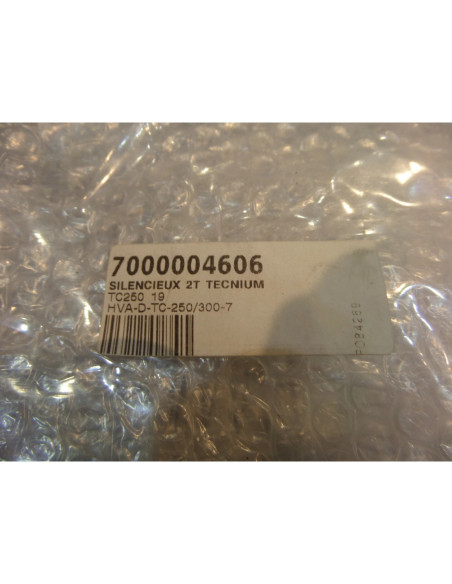 7000004606
SILENCIEUX 2T TECNIUM
TC250 19
HVA-D-TC-250/300-7